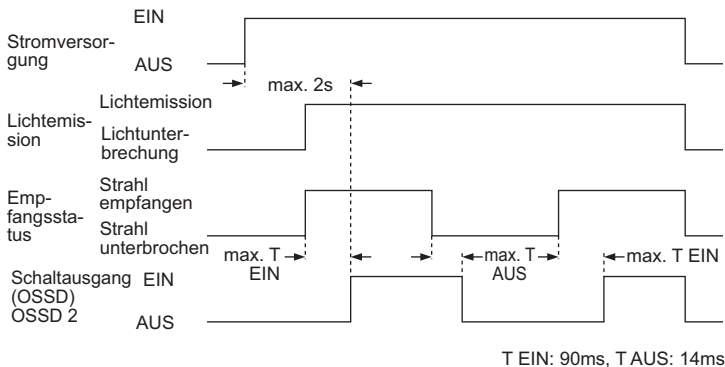 EIN
Stromversor-
gung
AUS
max. 2s
Lichtemission
Lichtemis-
sion
Lichtunter-
brechung
Strahl
empfangen
Emp-
fangssta-
tus
Strahl
unterbrochen
max. T
EIN
max. T
AUS
max. T EIN
Schaltausgang
(OSSD)
OSSD 2
EIN
AUS
T EIN: 90ms, T AUS: 14ms